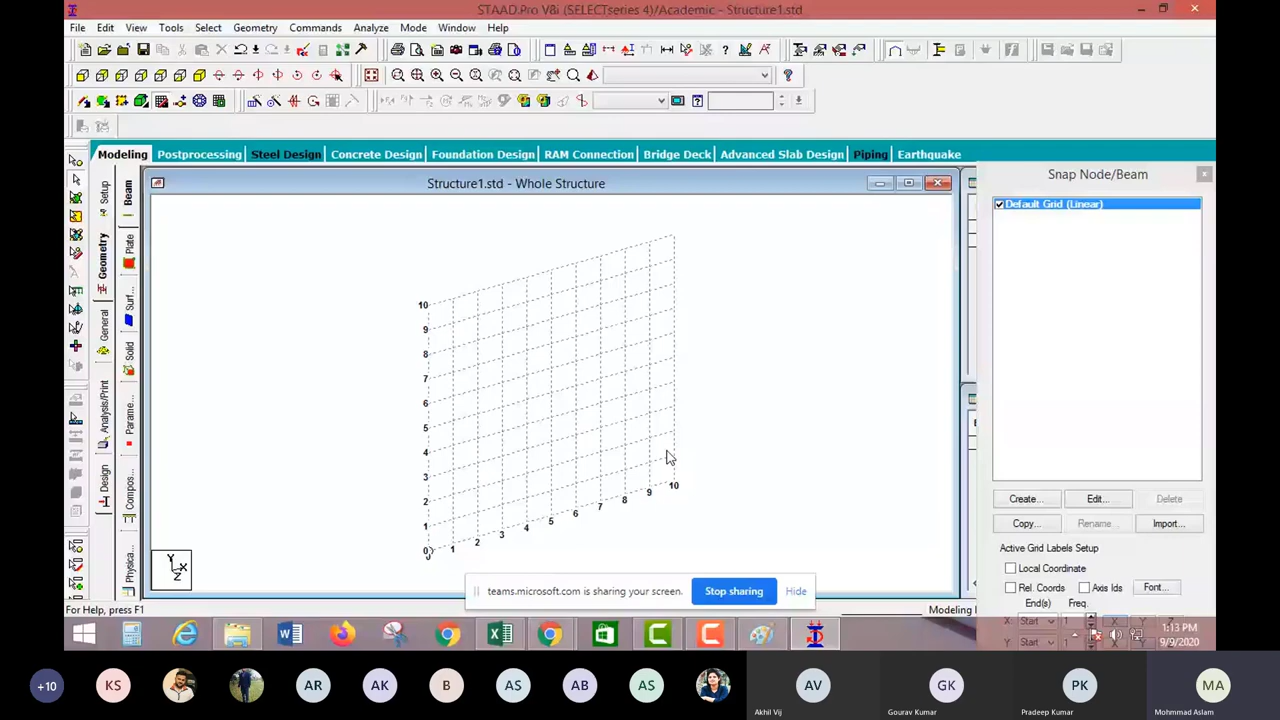 STAAD.Pro V8i (SELECTseries 4)/Academic - Structure1.std
File Edit View Tools Select Geometry Commands Mode Window Help
Modeling Postprocessing Steel Design Concrete Design Foundation Design RAM Connection Bridge Deck Advanced Slab Design Piping Earthquake
Structure1.std - Whole Structure
Snap Node/Beam
Default Grid (Linear)
Setup
Geometry
General
Analysis/Print
Design
Beam
Plate
Surf...
Solid
Parame...
Compos...
Physica...
10
9
8
7
6
5
4
3
2
1
0
0 1 2 3 4 5 6 7 8 9 10
Y
X
Z
Create... Edit... Delete
Copy... Rename... Import...
Active Grid Labels Setup
Local Coordinate
Rel. Coords Axis Ids Font...
End(s) Freq.
X: Start 1 X Y Z
Y: Start 1
teams.microsoft.com is sharing your screen. Stop sharing Hide
For Help, press F1
Modeling
1:13 PM
9/9/2020
+10 KS AR AK B AS AB AS AV GK PK MA
Akhil Vij Gourav Kumar Pradeep Kumar Mohmmad Aslam